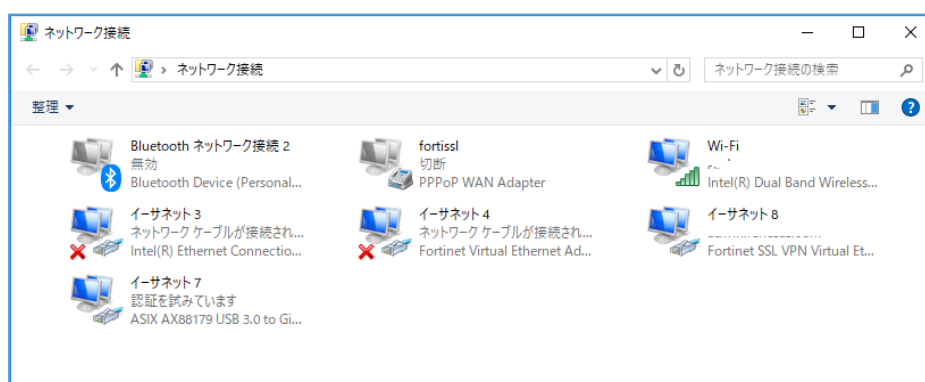 ネットワーク接続
ネットワーク接続
ネットワーク接続の検索
整理
Bluetooth ネットワーク接続 2
無効
Bluetooth Device (Personal...
fortissl
切断
PPPoP WAN Adapter
Wi-Fi
Intel(R) Dual Band Wireless...
イーサネット 3
ネットワーク ケーブルが接続され...
Intel(R) Ethernet Connectio...
イーサネット 4
ネットワーク ケーブルが接続され...
Fortinet Virtual Ethernet Ad...
イーサネット 8
Fortinet SSL VPN Virtual Et...
イーサネット 7
認証を試みています
ASIX AX88179 USB 3.0 to Gi...